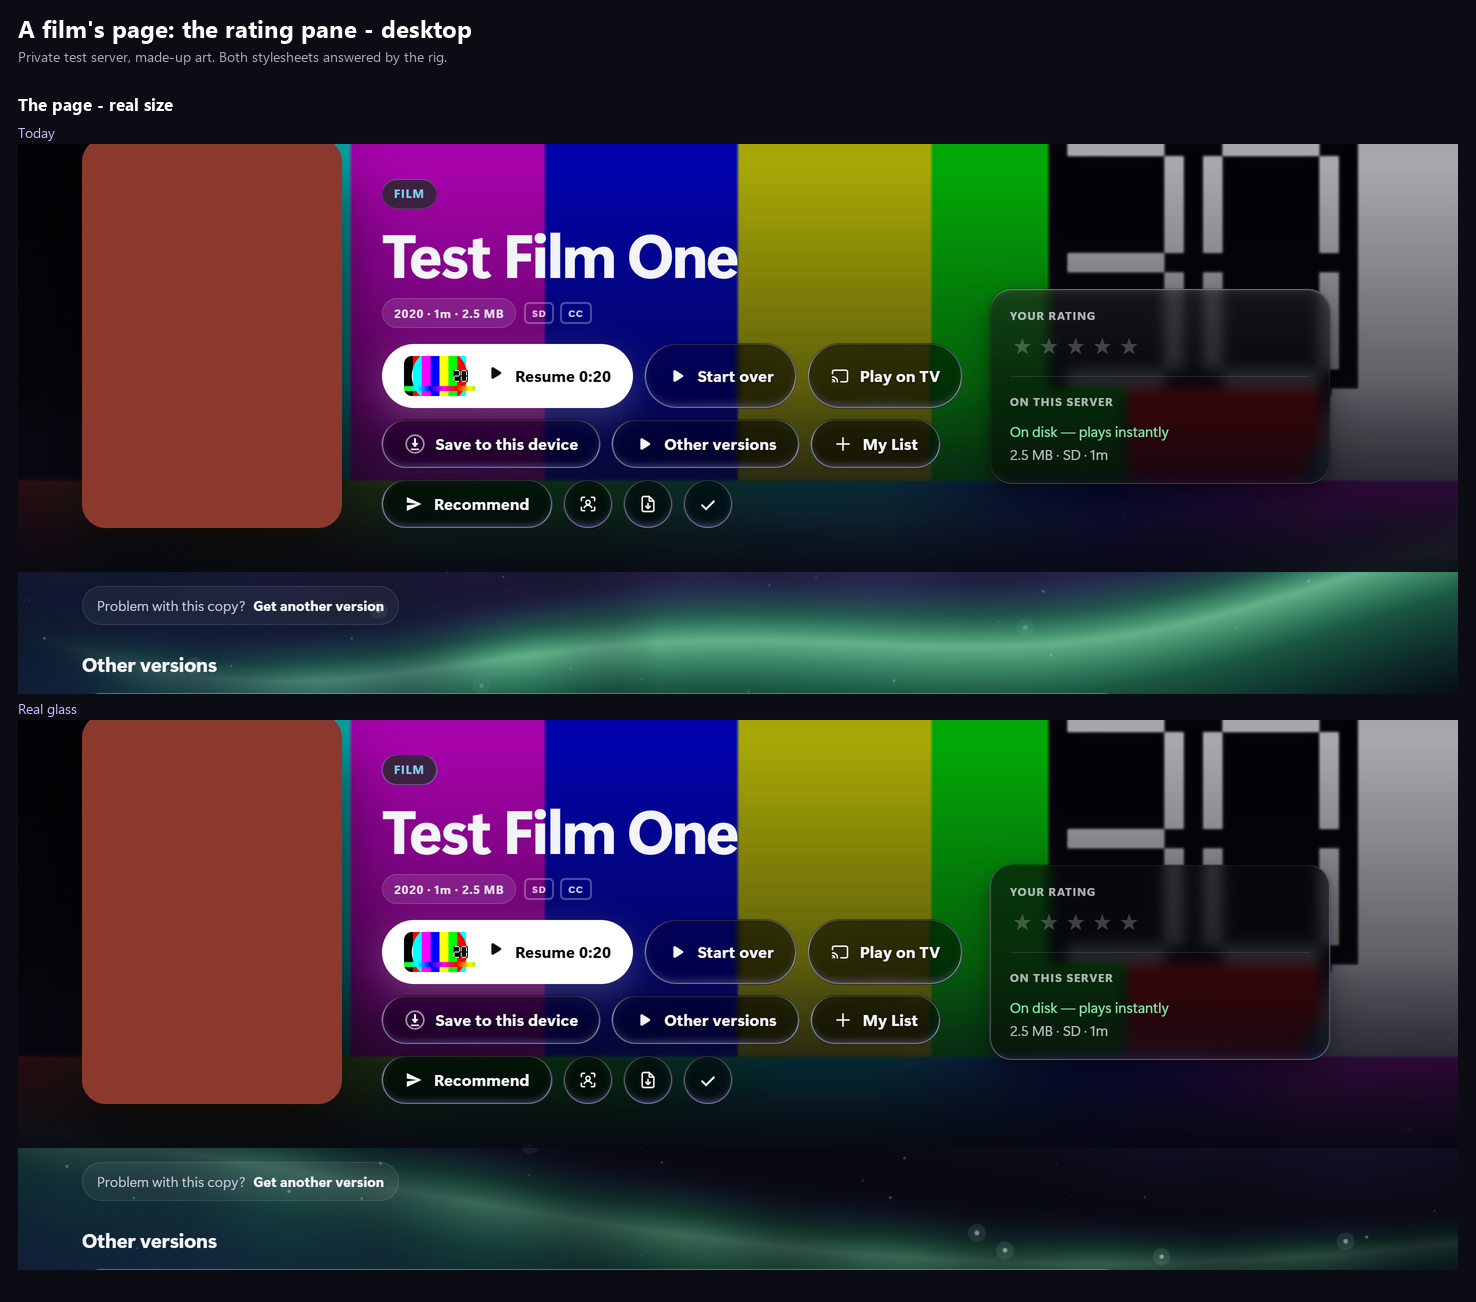 A film's page: the rating pane - desktop
Private test server, made-up art. Both stylesheets answered by the rig.
The page - real size
Today
FILM
Test Film One
2020 · 1m · 2.5 MB SD CC
Resume 0:20 Start over Play on TV
Save to this device Other versions My List
Recommend
YOUR RATING
ON THIS SERVER
On disk — plays instantly
2.5 MB · SD · 1m
Problem with this copy? Get another version
Other versions
Real glass
FILM
Test Film One
2020 · 1m · 2.5 MB SD CC
Resume 0:20 Start over Play on TV
Save to this device Other versions My List
Recommend
YOUR RATING
ON THIS SERVER
On disk — plays instantly
2.5 MB · SD · 1m
Problem with this copy? Get another version
Other versions